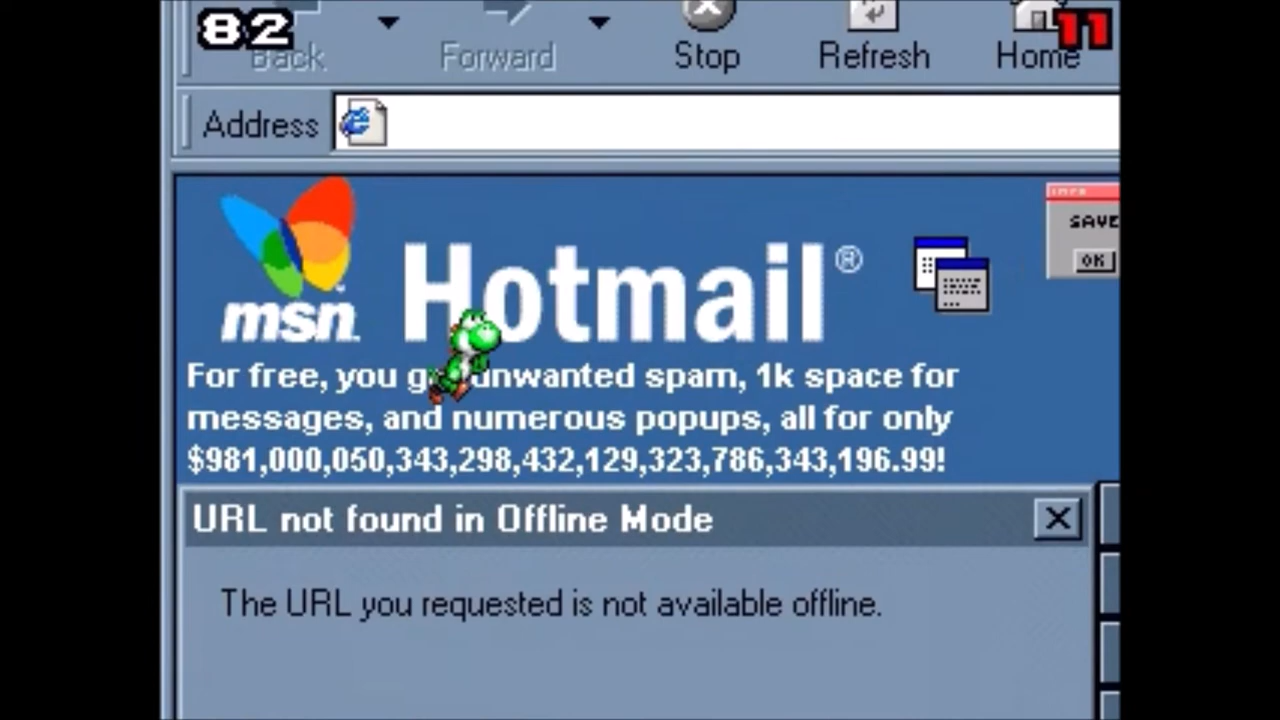 82
11
Back
Forward
Stop
Refresh
Home
Address
SAVE
OK
msn
Hotmail®
For free, you g unwanted spam, 1k space for
messages, and numerous popups, all for only
$981,000,050,343,298,432,129,323,786,343,196.99!
URL not found in Offline Mode
The URL you requested is not available offline.